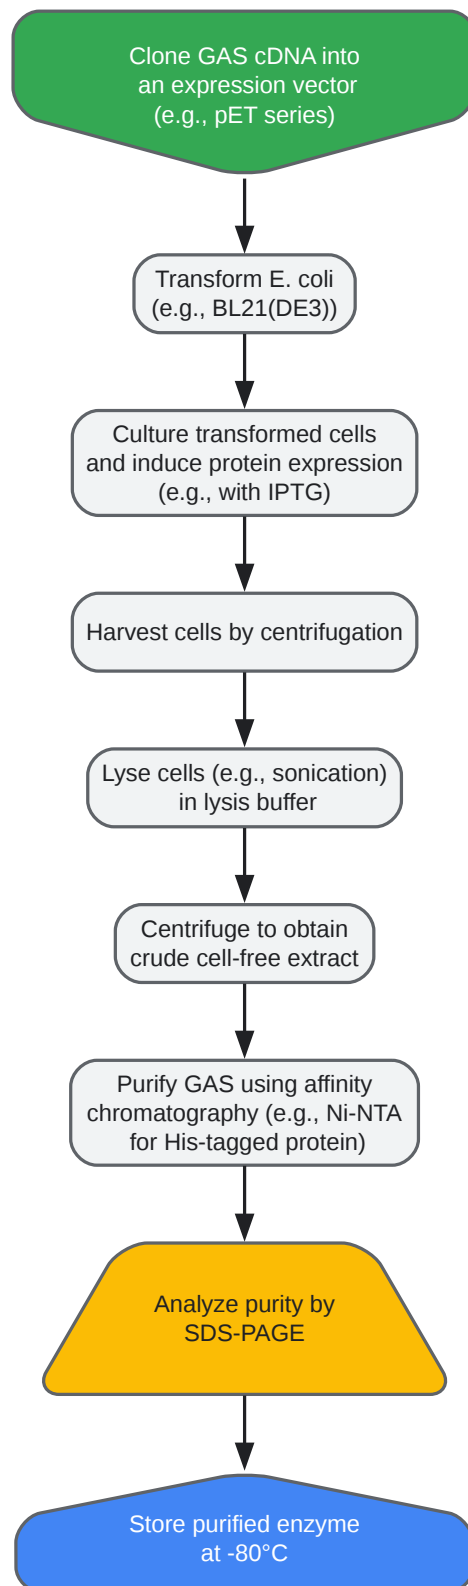 Clone GAS cDNA into
an expression vector
(e.g., pET series)
Transform E. coli
(e.g., BL21(DE3))
Culture transformed cells
and induce protein expression
(e.g., with IPTG)
Harvest cells by centrifugation
Lyse cells (e.g., sonication)
in lysis buffer
Centrifuge to obtain
crude cell-free extract
Purify GAS using affinity
chromatography (e.g., Ni-NTA
for His-tagged protein)
Analyze purity by
SDS-PAGE
Store purified enzyme
at -80°C